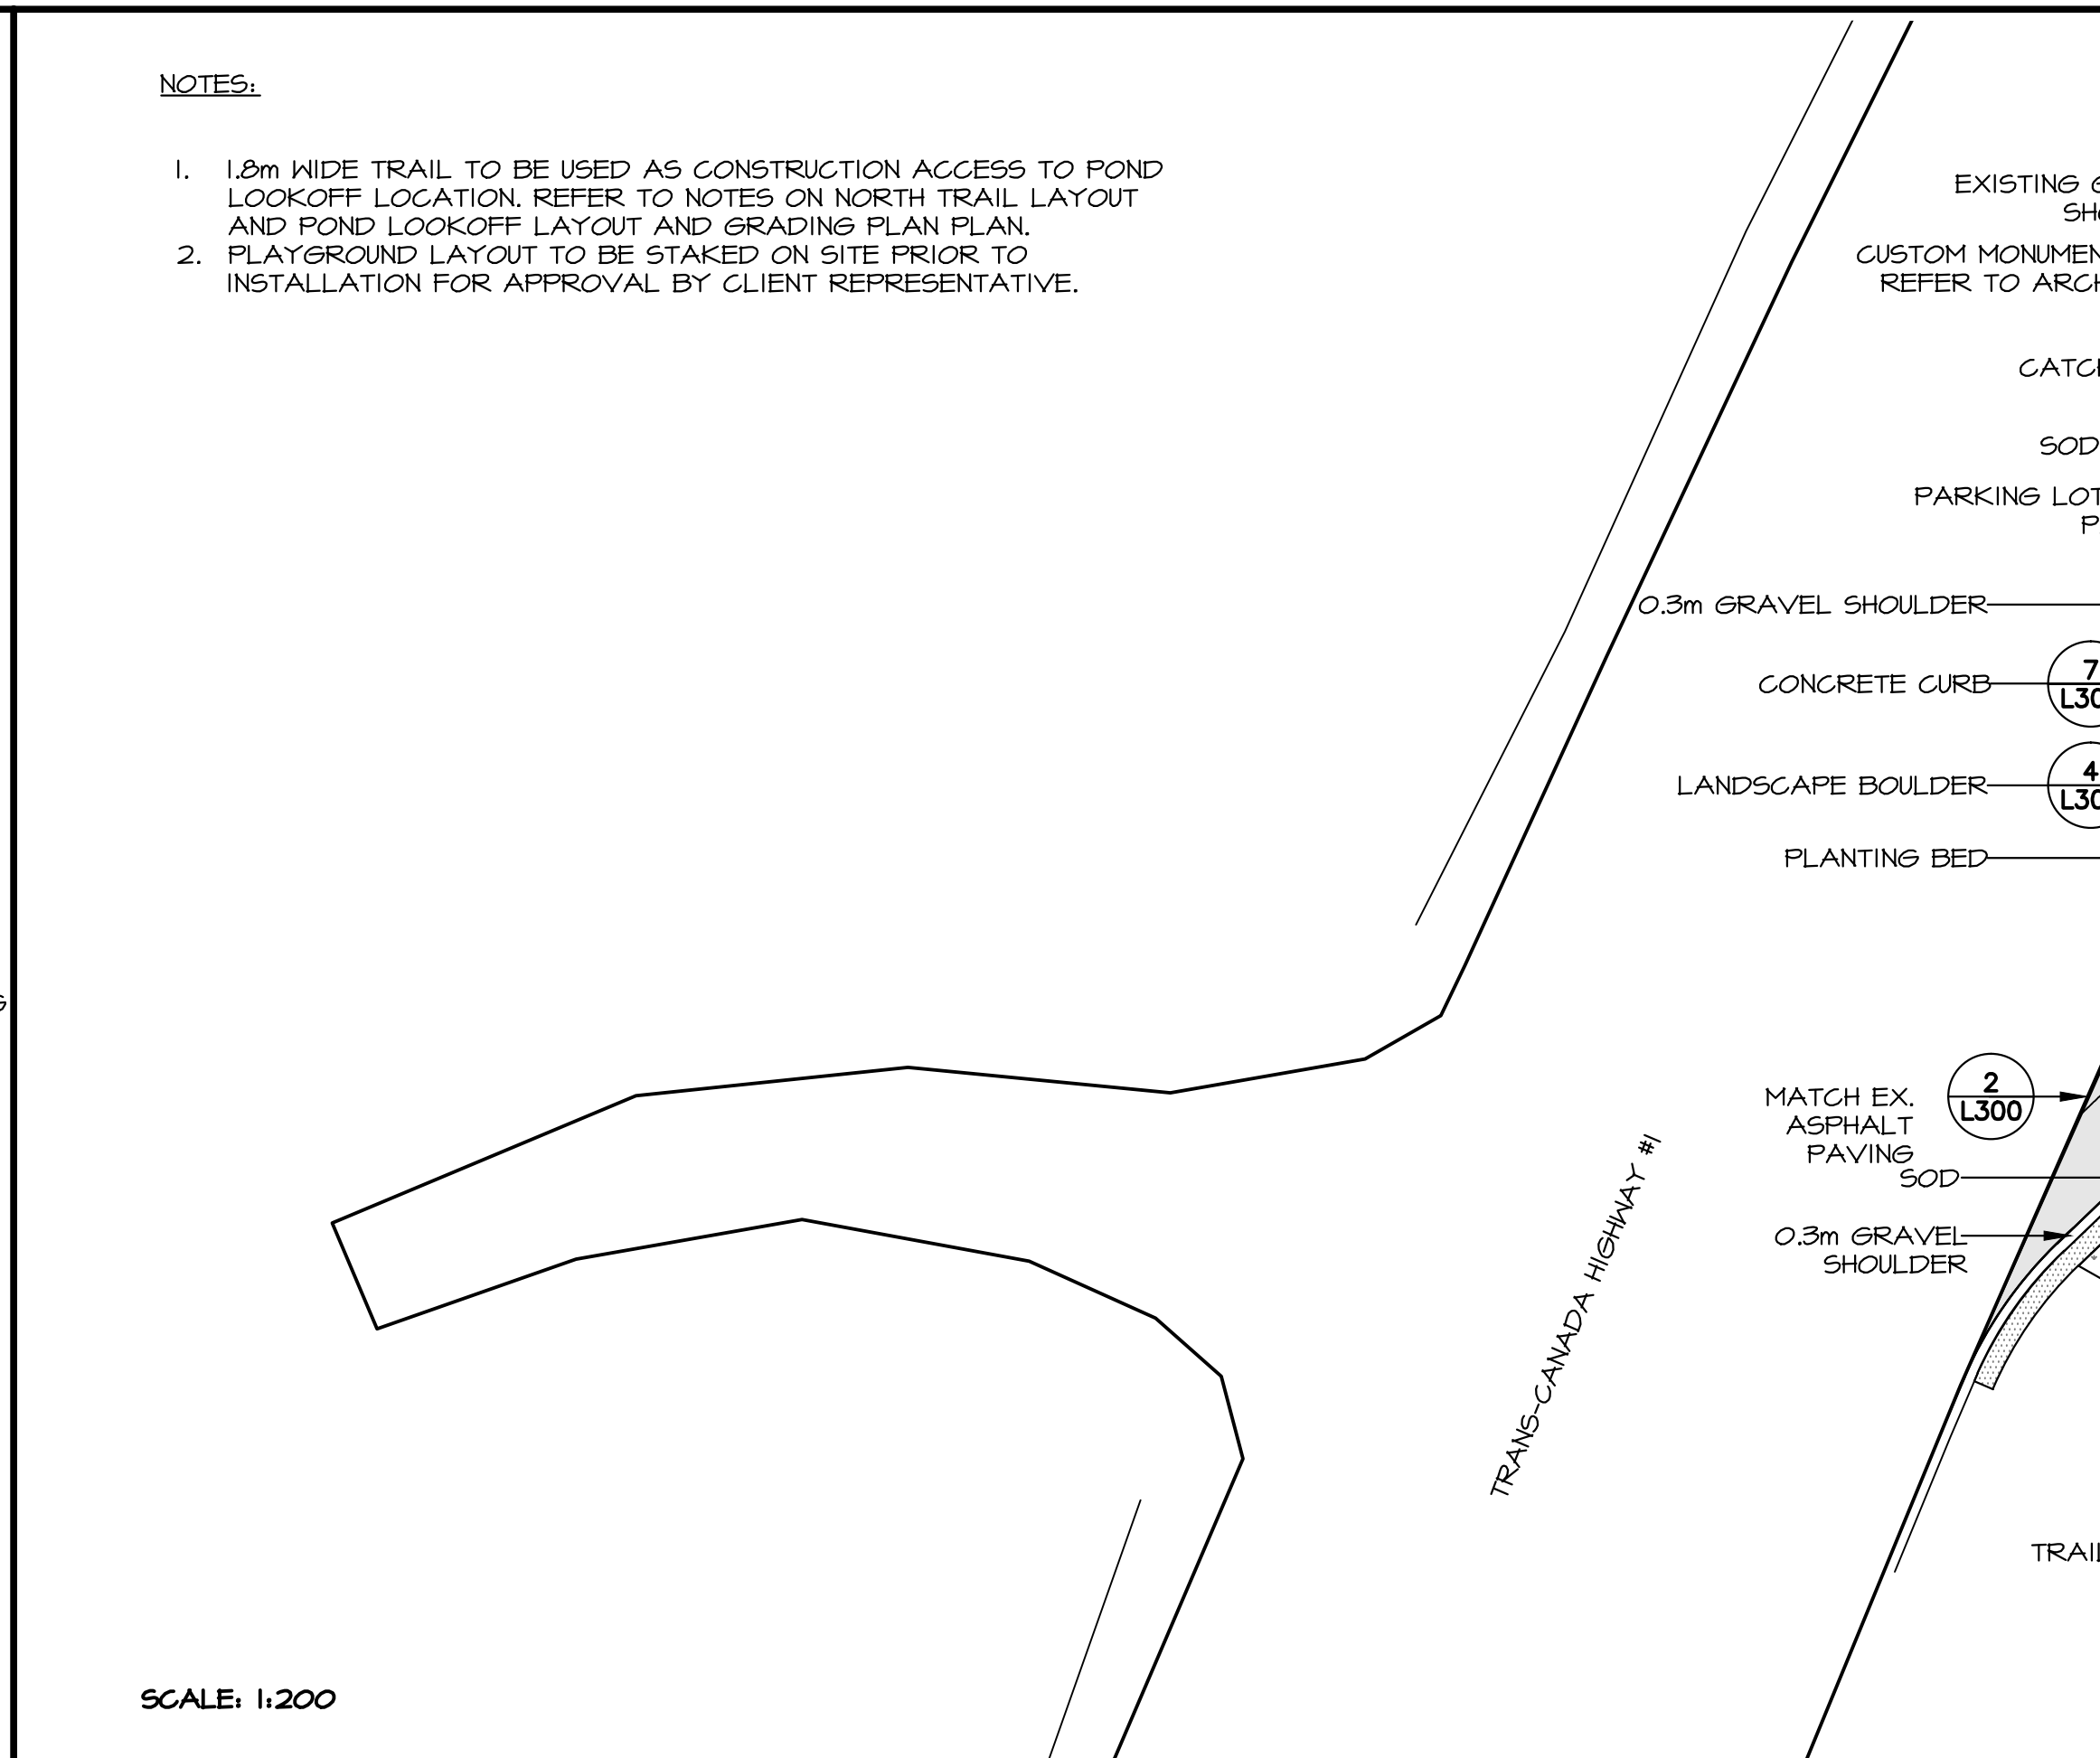 NOTES:
1. 1.8m WIDE TRAIL TO BE USED AS CONSTRUCTION ACCESS TO POND
LOOKOFF LOCATION. REFER TO NOTES ON NORTH TRAIL LAYOUT
AND POND LOOKOFF LAYOUT AND GRADING PLAN PLAN.
2. PLAYGROUND LAYOUT TO BE STAKED ON SITE PRIOR TO
INSTALLATION FOR APPROVAL BY CLIENT REPRESENTATIVE.
EXISTING
REFER TO
CUSTOM
SOD
PARKING LOT
0.3m GRAVEL SHOULDER
CONCRETE CURB
7
LANDSCAPE BOULDER
4
PLANTING BED
MATCH EX.
ASPHALT
PAVING
2
L300
SOD
0.3m GRAVEL
SHOULDER
TRANS-CANADA HIGHWAY #1
SCALE: 1:200